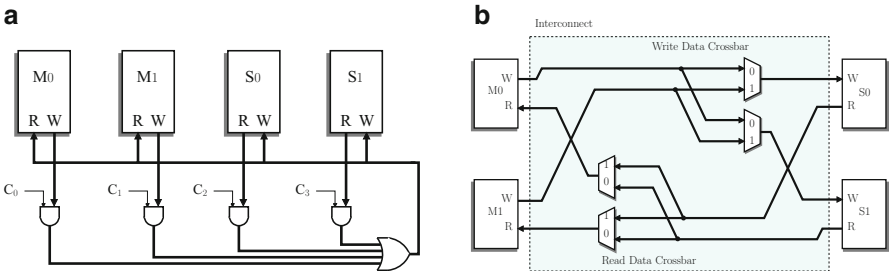 a
M0 M1 S0 S1
R W R W R W R W
C0 C1 C2 C3
b
Interconnect
Write Data Crossbar
M0 W R
M1 W R
0 1
0 1
1 0
1 0
W R S0
W R S1
Read Data Crossbar